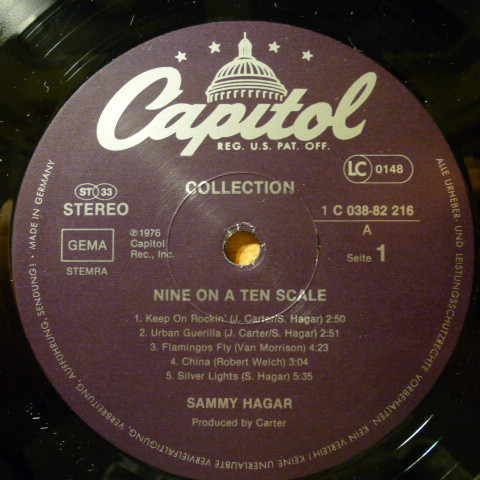 Capitol
REG. U.S. PAT. OFF.
LC 0148
COLLECTION
ST 33
STEREO
1 C 038-82 216
A
GEMA
STEMRA
℗ 1976
Capitol
Rec., Inc.
Seite 1
NINE ON A TEN SCALE
1. Keep On Rockin' (J. Carter/S. Hagar) 2:50
2. Urban Guerilla (J. Carter/S. Hagar) 2:51
3. Flamingos Fly (Van Morrison) 4:23
4. China (Robert Welch) 3:04
5. Silver Lights (S. Hagar) 5:35
SAMMY HAGAR
Produced by Carter
ALLE URHEBER- UND LEISTUNGSSCHUTZRECHTE VORBEHALTEN. KEIN VERLEIH! KEINE UNERLAUBTE VERVIELFÄLTIGUNG, VERBREITUNG, AUFFÜHRUNG, SENDUNG! • MADE IN GERMANY